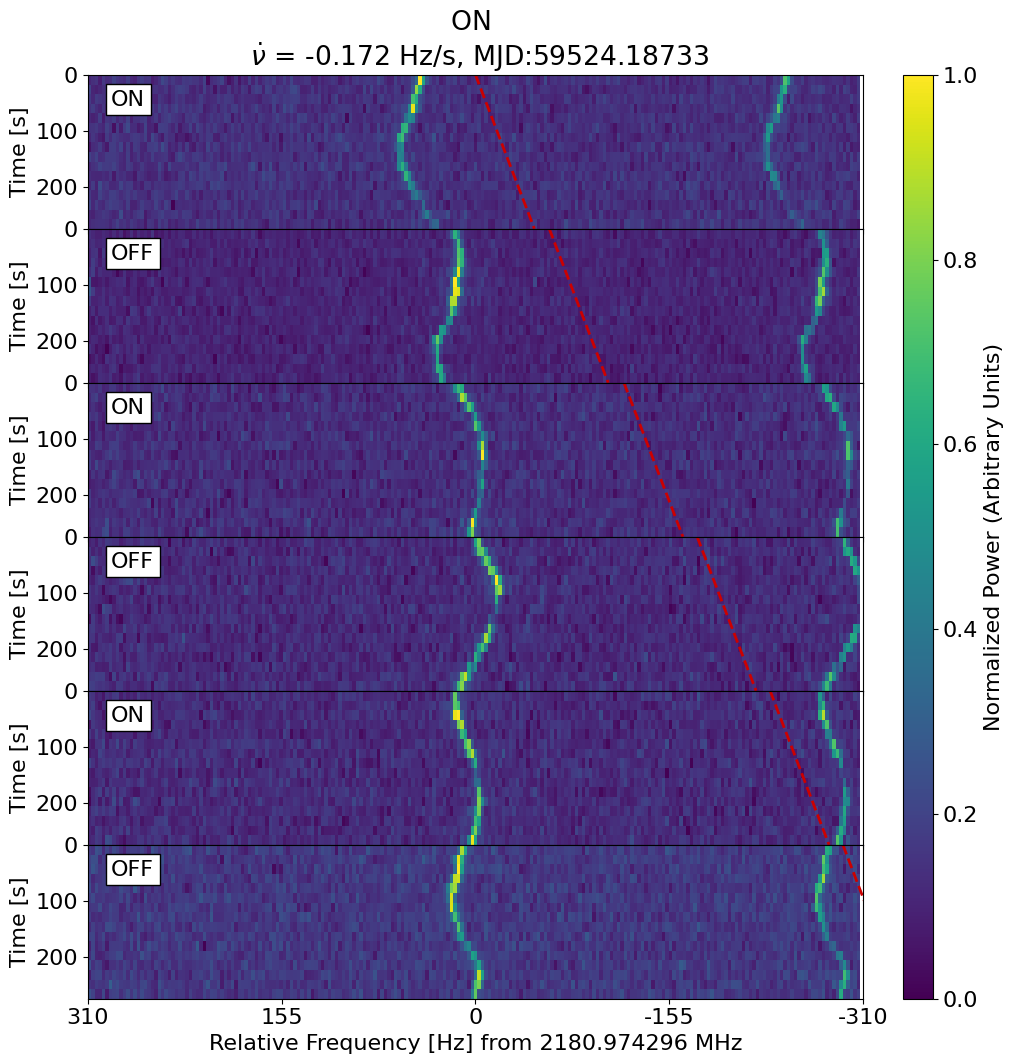 ON
ν̇ = -0.172 Hz/s, MJD:59524.18733
0
100
200
Time [s]
ON
0
100
200
Time [s]
OFF
0
100
200
Time [s]
ON
0
100
200
Time [s]
OFF
0
100
200
Time [s]
ON
0
100
200
Time [s]
OFF
310
155
0
-155
-310
Relative Frequency [Hz] from 2180.974296 MHz
1.0
0.8
0.6
0.4
0.2
0.0
Normalized Power (Arbitrary Units)